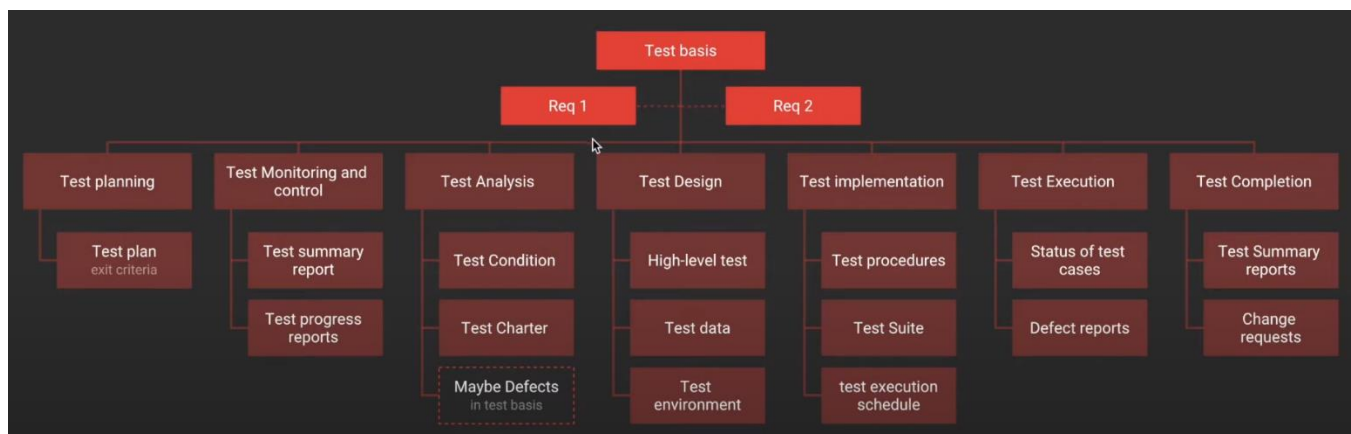 Test basis
Req 1
Req 2
Test planning
Test Monitoring and
control
Test Analysis
Test Design
Test implementation
Test Execution
Test Completion
Test plan
exit criteria
Test summary
report
Test progress
reports
Test Condition
Test Charter
Maybe Defects
in test basis
High-level test
Test data
Test
environment
Test procedures
Test Suite
test execution
schedule
Status of test
cases
Defect reports
Test Summary
reports
Change
requests